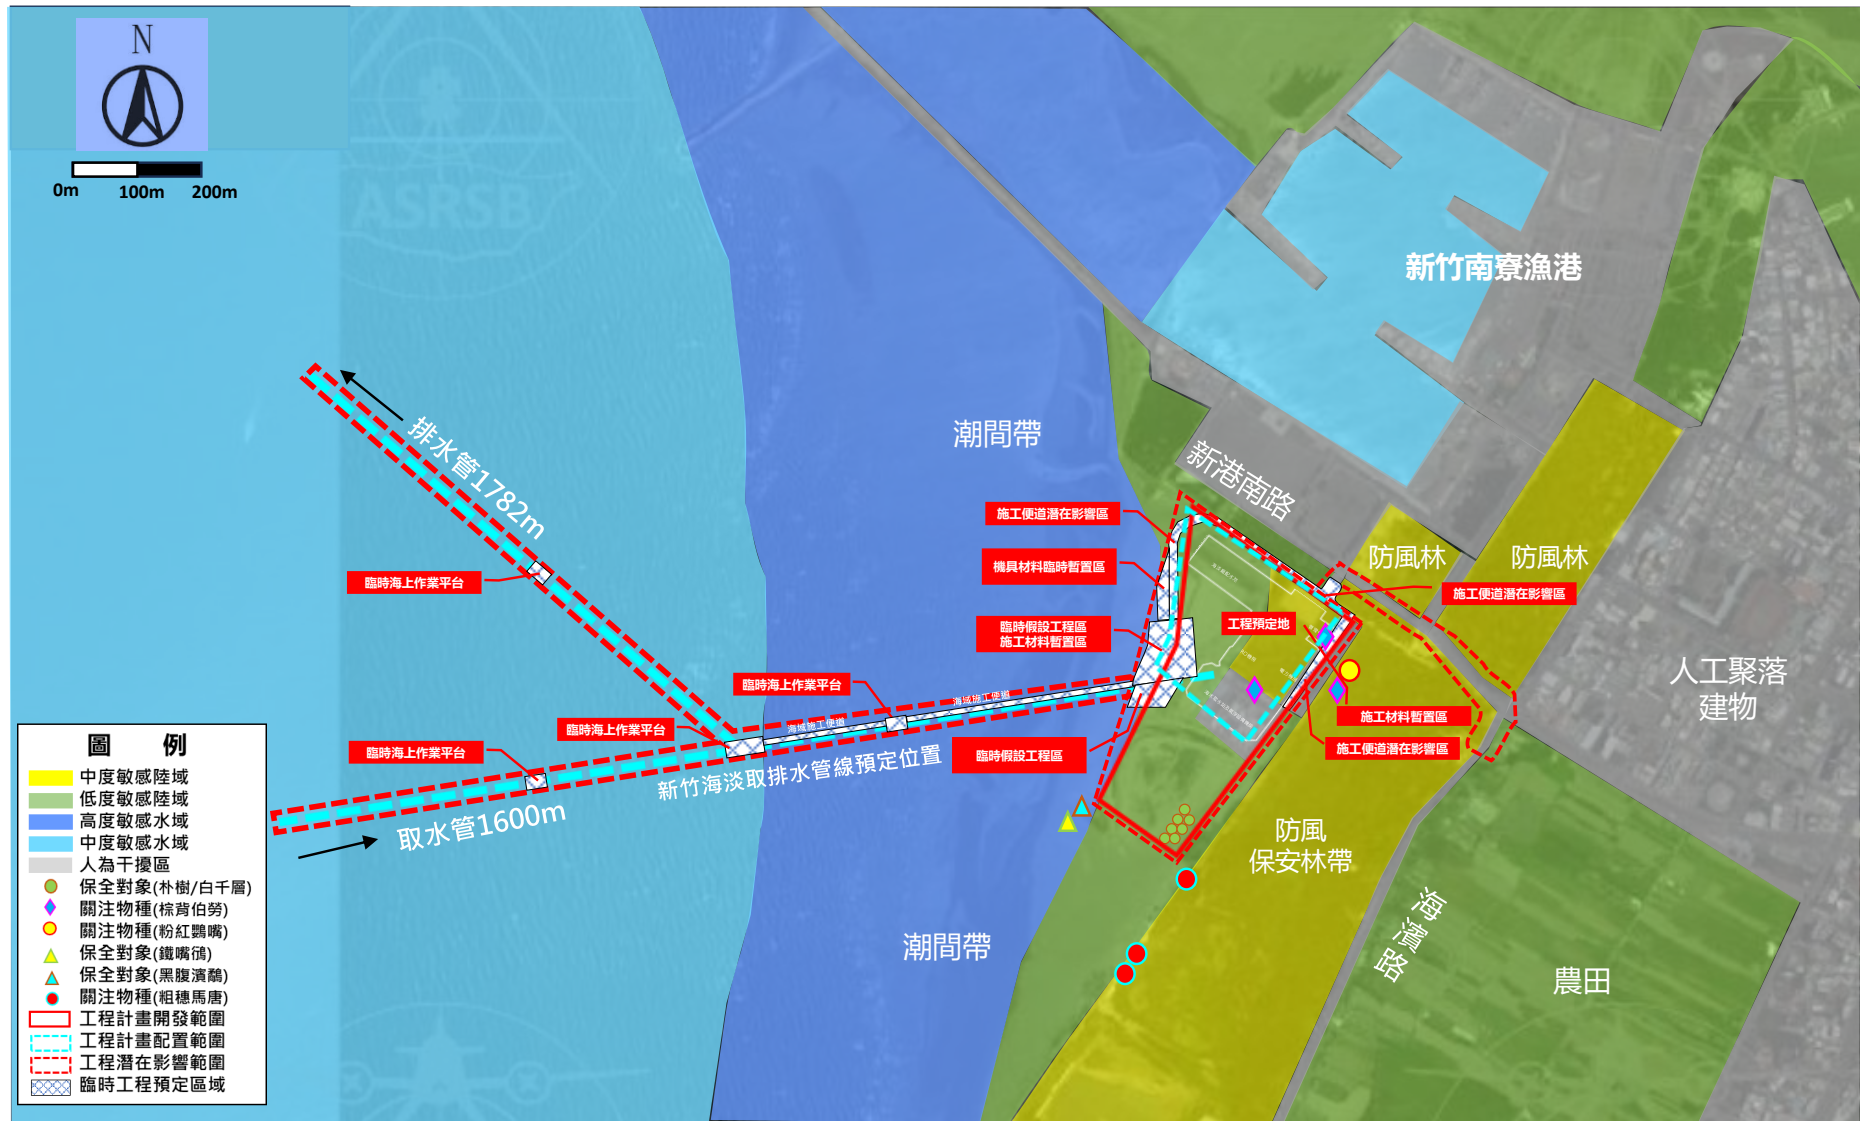 N
0m 100m 200m
ASRSB
新竹南寮漁港
排水管1782m
潮間帶
新港南路
施工便道潛在影響區
機具材料臨時暫置區
防風林
防風林
臨時海上作業平台
施工便道潛在影響區
臨時假設工程區
施工材料暫置區
工程預定地
人工聚落
建物
臨時海上作業平台
海域施工便道
海域施工便道
臨時海上作業平台
施工材料暫置區
臨時海上作業平台
臨時假設工程區
施工便道潛在影響區
新竹海淡取排水管線預定位置
取水管1600m
防風
保安林帶
潮間帶
海濱路
農田
圖 例
中度敏感陸域
低度敏感陸域
高度敏感水域
中度敏感水域
人為干擾區
保全對象(朴樹/白千層)
關注物種(棕背伯勞)
關注物種(粉紅鸚嘴)
保全對象(鐵嘴鴴)
保全對象(黑腹濱鷸)
關注物種(粗穗馬唐)
工程計畫開發範圍
工程計畫配置範圍
工程潛在影響範圍
臨時工程預定區域